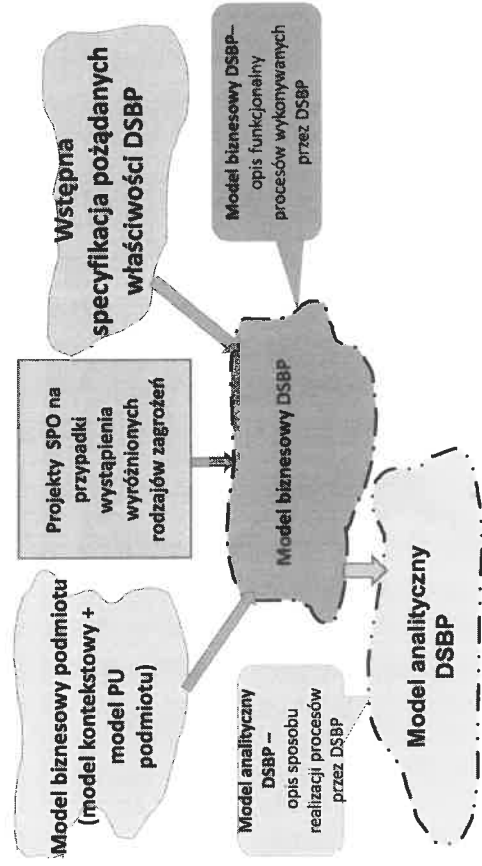 Model biznesowy podmiotu
(model kontekstowy +
model PU
podmiotu)
Projekty SPO na
przypadki
wystąpienia
wyróżnionych
rodzajów zagrożeń
Wstępna
specyfikacja pożądanych
właściwości DSBP
Model biznesowy DSBP
Model biznesowy DSBP–
opis funkcjonalny
procesów wykonywanych
przez DSBP
Model analityczny
DSBP –
opis sposobu
realizacji procesów
przez DSBP
Model analityczny
DSBP